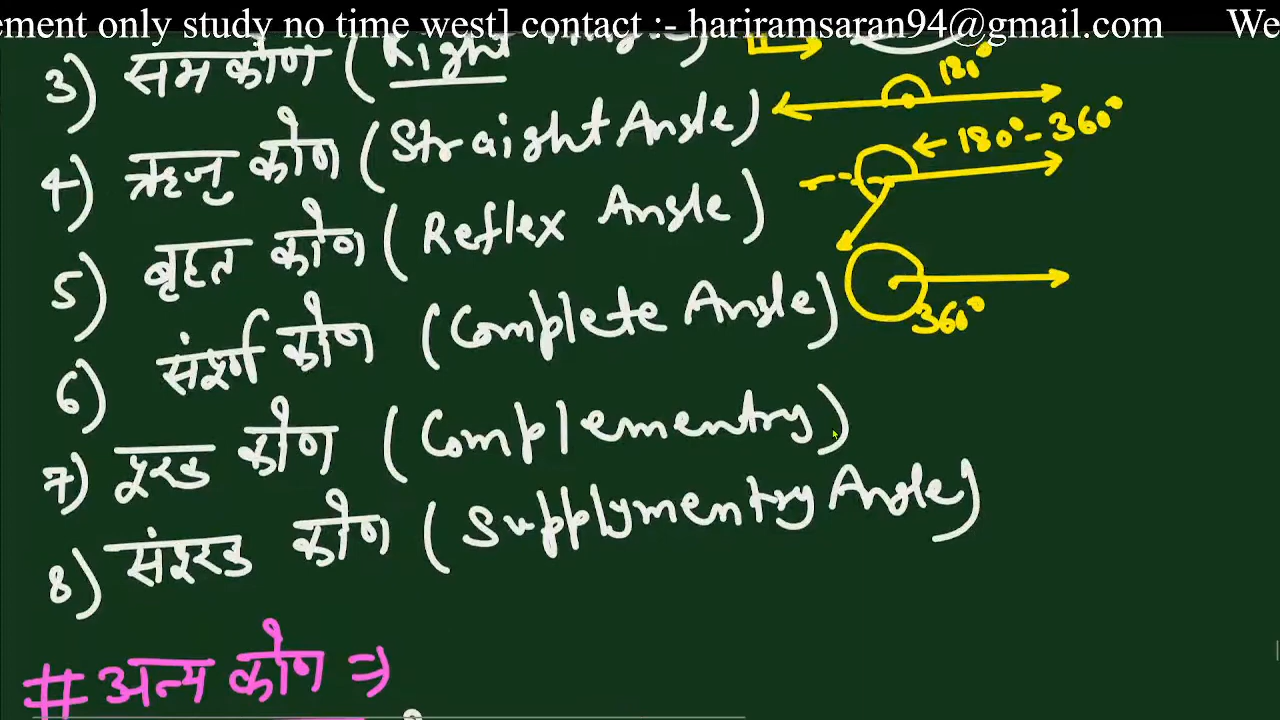 ement only study no time west] contact :- hariramsaran94@gmail.com We
3) सम कोण (Right
180°
4) ऋजु कोण (Straight Angle)
180° - 360°
5) बृहत कोण (Reflex Angle)
6) संपूर्ण कोण (Complete Angle)
360°
7) पूरक कोण (Complementry)
8) संपूरक कोण (Supplymentry Angle)
# अन्य कोण ⇒